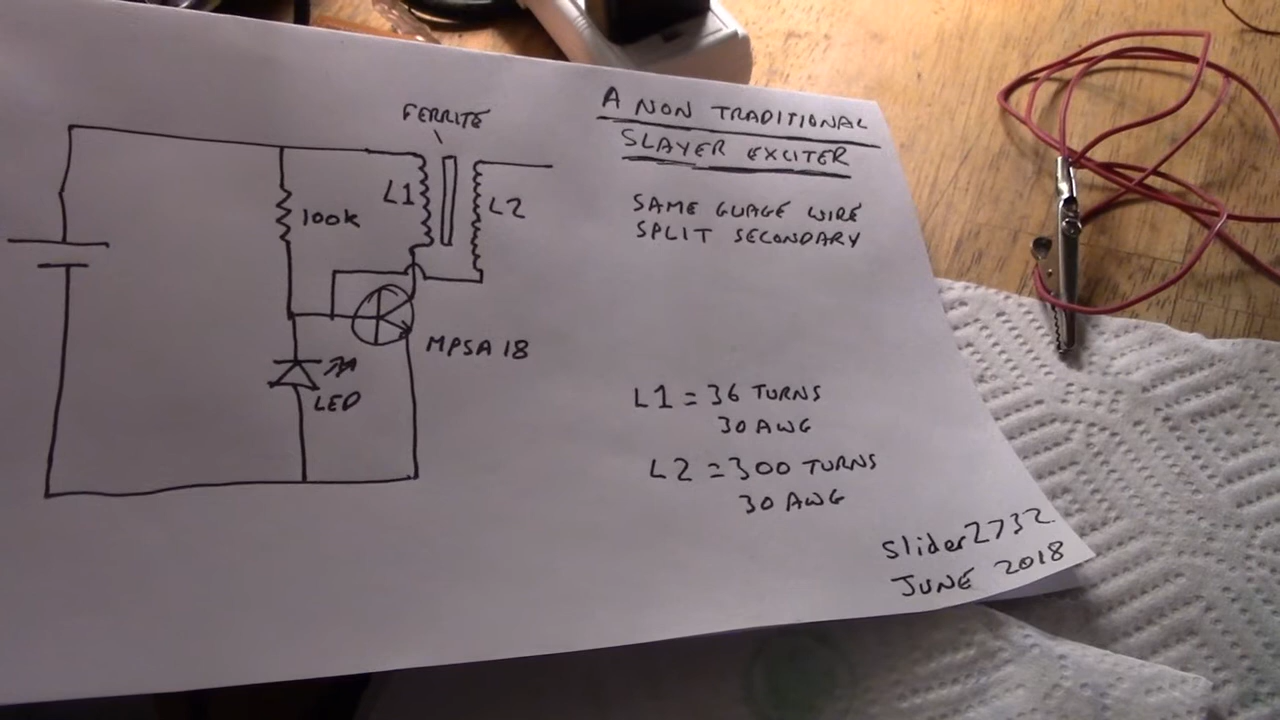 FERRITE
L1
L2
100k
MPSA 18
LED
A NON TRADITIONAL
SLAYER EXCITER
SAME GUAGE WIRE
SPLIT SECONDARY
L1 = 36 TURNS
30 AWG
L2 = 300 TURNS
30 AWG
slider2732
JUNE 2018